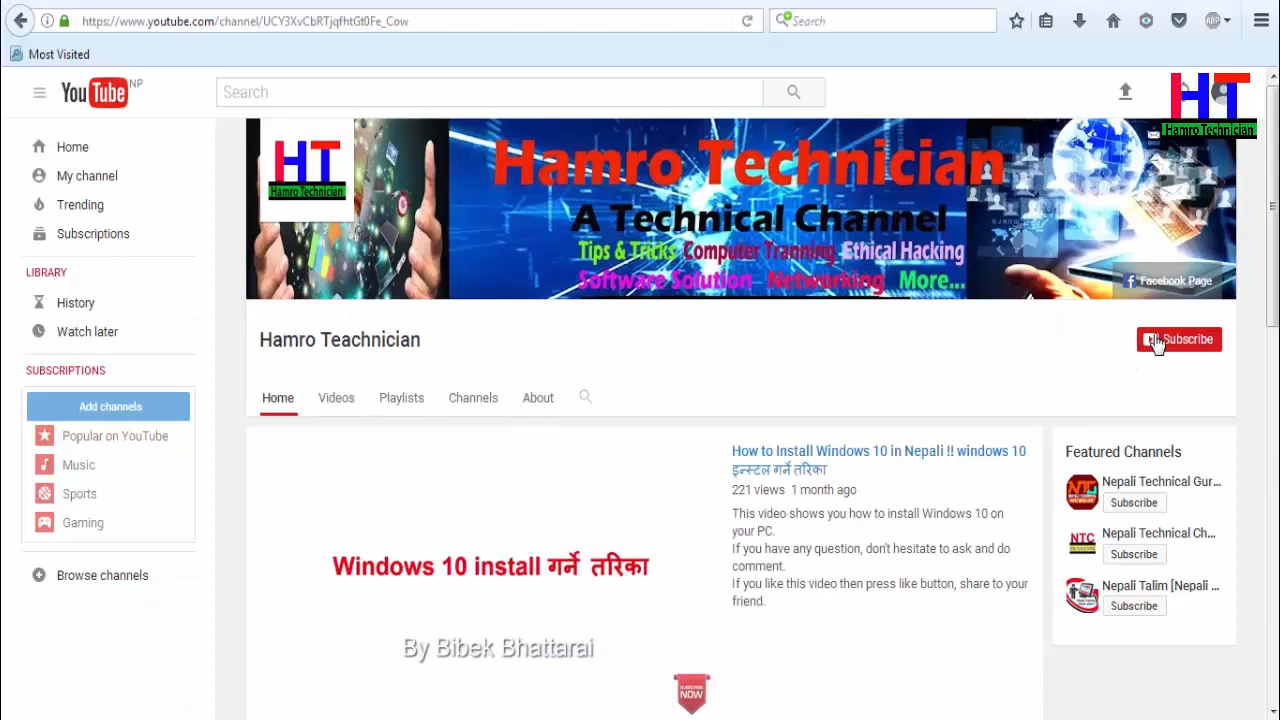 https://www.youtube.com/channel/UCY3XvCbRTjqfhtGt0Fe_Cow
Search
ABP
Most Visited
YouTube NP
Search
HT
Hamro Technician
Home
My channel
Trending
Subscriptions
LIBRARY
History
Watch later
SUBSCRIPTIONS
Add channels
Popular on YouTube
Music
Sports
Gaming
Browse channels
HT
Hamro Technician
Hamro Technician
A Technical Channel
Tips & Tricks Computer Tranning Ethical Hacking
Software Solution Networking More...
Facebook Page
Hamro Teachnician
Subscribe
Home Videos Playlists Channels About
Windows 10 install गर्ने तरिका
By Bibek Bhattarai
SUBSCRIBE
NOW
How to Install Windows 10 in Nepali !! windows 10
इन्स्टल गर्ने तरिका
221 views 1 month ago
This video shows you how to install Windows 10 on
your PC.
If you have any question, don't hesitate to ask and do
comment.
If you like this video then press like button, share to your
friend.
Featured Channels
Nepali Technical Gur...
Subscribe
NTC
Nepali Technical Ch...
Subscribe
Nepali Talim [Nepali ...
Subscribe